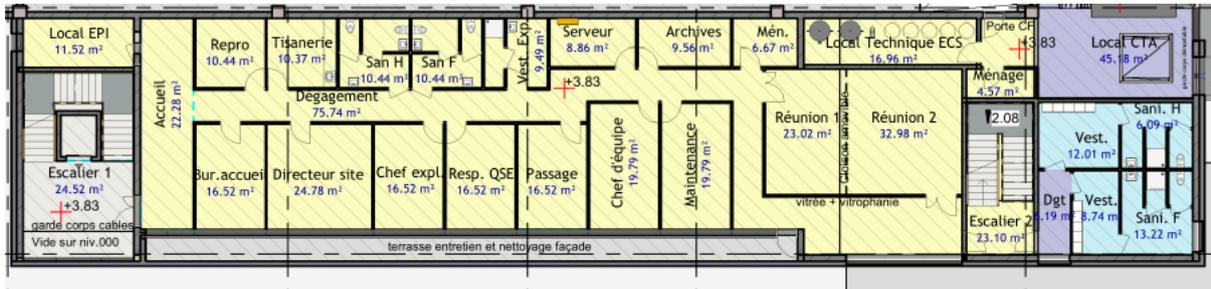 Local EPI
11.52 m²
Escalier 1
24.52 m²
+3.83
garde corps cables
Vide sur niv.000
Accueil
22.28 m²
Repro
10.44 m²
Tisanerie
10.37 m²
San H
10.44 m²
San F
10.44 m²
Vest. Exp.
9.49 m²
Serveur
8.86 m²
+3.83
Archives
9.56 m²
Mén.
6.67 m²
Dégagement
75.74 m²
Bur.accueil
16.52 m²
Directeur site
24.78 m²
Chef expl.
16.52 m²
Resp. QSE
16.52 m²
Passage
16.52 m²
Chef d'équipe
19.79 m²
Maintenance
19.79 m²
terrasse entretien et nettoyage façade
Local Technique ECS
16.96 m²
Réunion 1
23.02 m²
Réunion 2
32.98 m²
vitrée + vitrophanie
Porte CF
+3.83
Ménage
4.57 m²
2.08
Escalier 2
23.10 m²
Local CTA
45.18 m²
Sani. H
6.09 m²
Vest.
12.01 m²
Dgt
Vest.
8.74 m²
Sani. F
13.22 m²